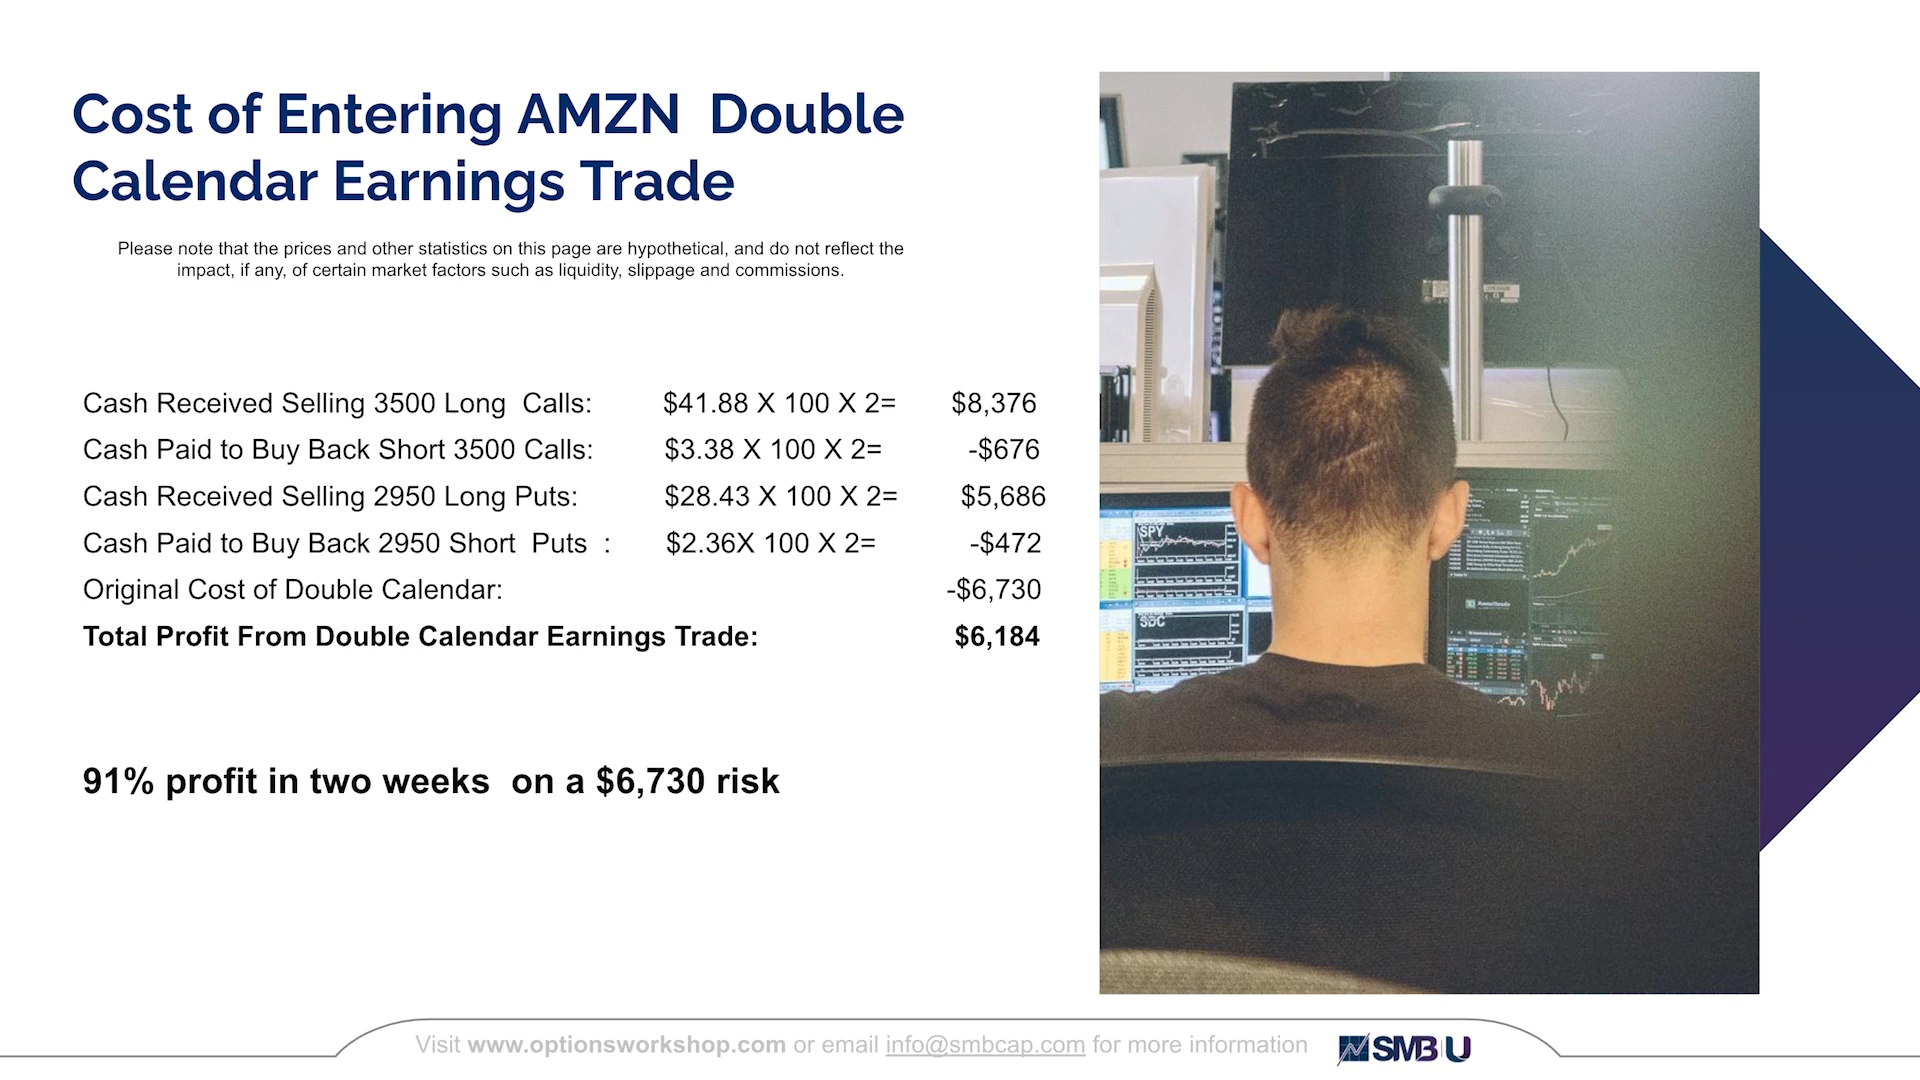 Cost of Entering AMZN  Double
Calendar Earnings Trade
Please note that the prices and other statistics on this page are hypothetical, and do not reflect the
impact, if any, of certain market factors such as liquidity, slippage and commissions.
Cash Received Selling 3500 Long  Calls: $41.88 X 100 X 2= $8,376
Cash Paid to Buy Back Short 3500 Calls: $3.38 X 100 X 2= -$676
Cash Received Selling 2950 Long Puts: $28.43 X 100 X 2= $5,686
Cash Paid to Buy Back 2950 Short  Puts  : $2.36X 100 X 2= -$472
Original Cost of Double Calendar: -$6,730
Total Profit From Double Calendar Earnings Trade: $6,184
91% profit in two weeks  on a $6,730 risk
SPY
SDC
Visit www.optionsworkshop.com or email info@smbcap.com for more information
SMB U